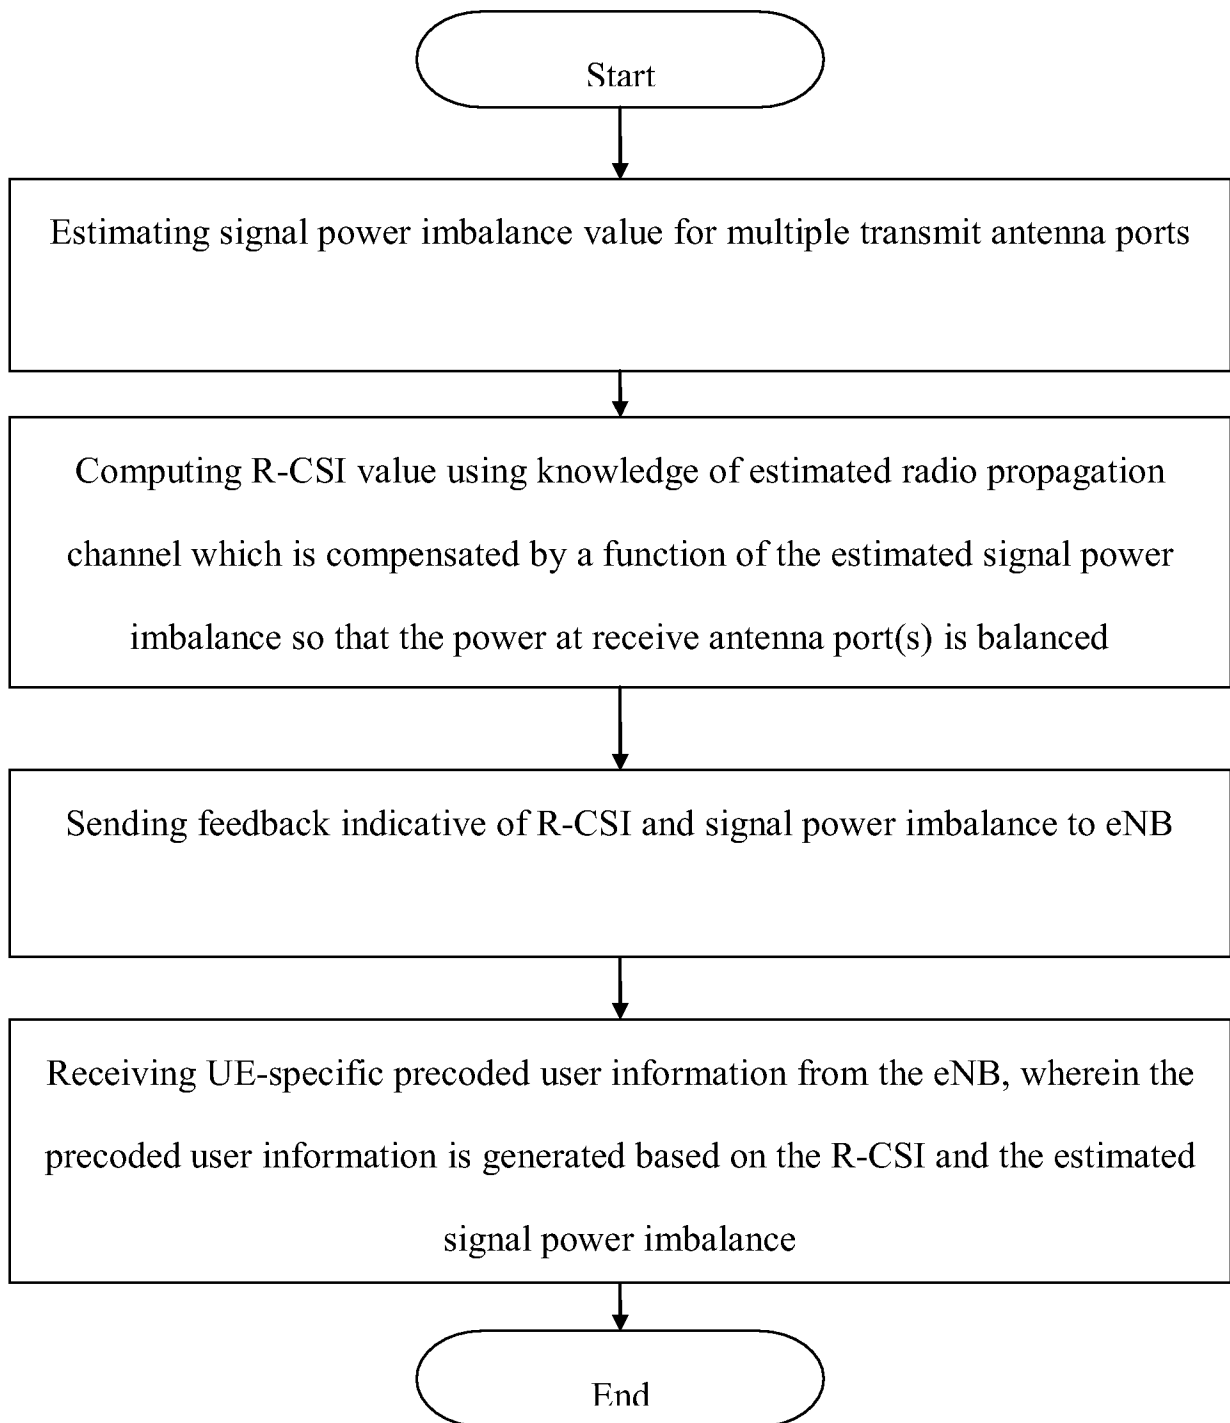 Start
Estimating signal power imbalance value for multiple transmit antenna ports
Computing R-CSI value using knowledge of estimated radio propagation
channel which is compensated by a function of the estimated signal power
imbalance so that the power at receive antenna port(s) is balanced
Sending feedback indicative of R-CSI and signal power imbalance to eNB
Receiving UE-specific precoded user information from the eNB, wherein the
precoded user information is generated based on the R-CSI and the estimated
signal power imbalance
End